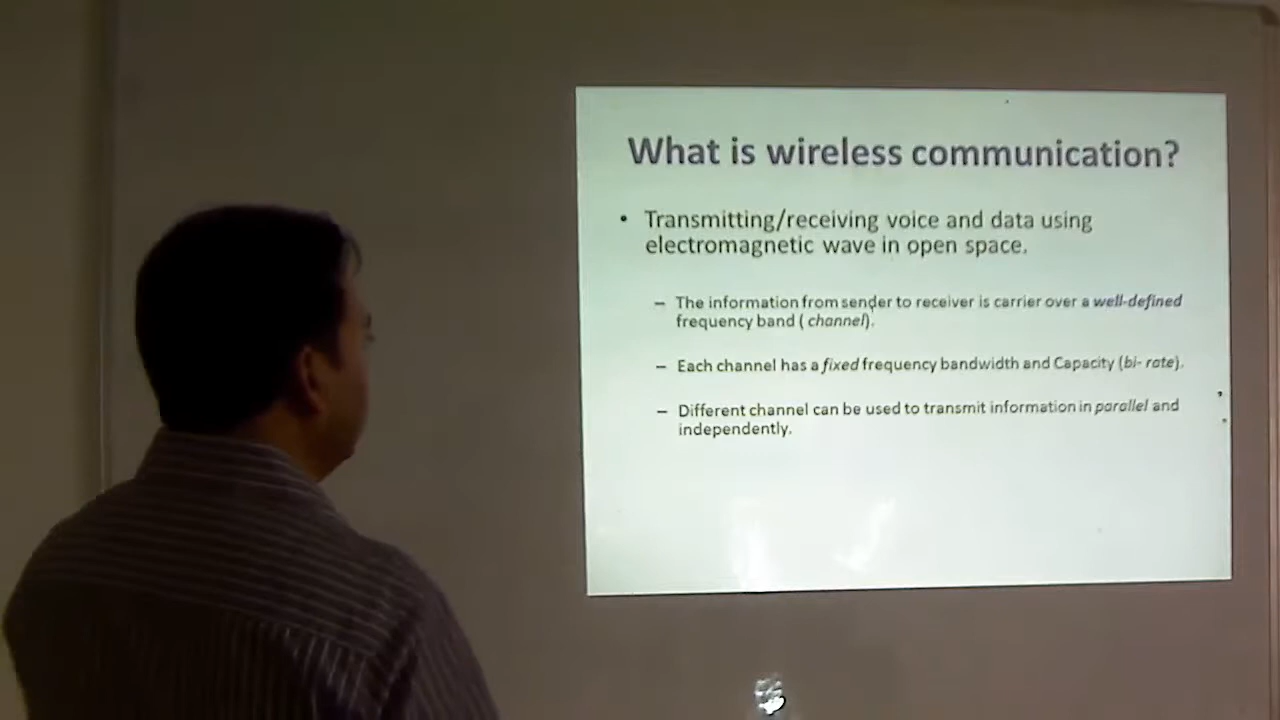 What is wireless communication?
• Transmitting/receiving voice and data using
electromagnetic wave in open space.
– The information from sender to receiver is carrier over a well-defined
frequency band ( channel).
– Each channel has a fixed frequency bandwidth and Capacity (bi- rate).
– Different channel can be used to transmit information in parallel and
independently.